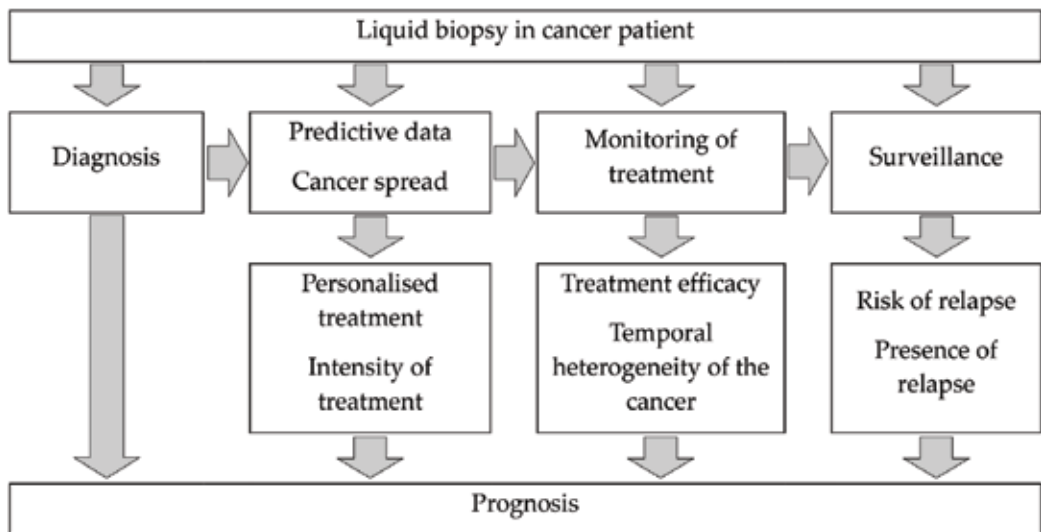 Liquid biopsy in cancer patient
Diagnosis
Predictive data
Cancer spread
Monitoring of
treatment
Surveillance
Personalised
treatment
Intensity of
treatment
Treatment efficacy
Temporal
heterogeneity of the
cancer
Risk of relapse
Presence of
relapse
Prognosis